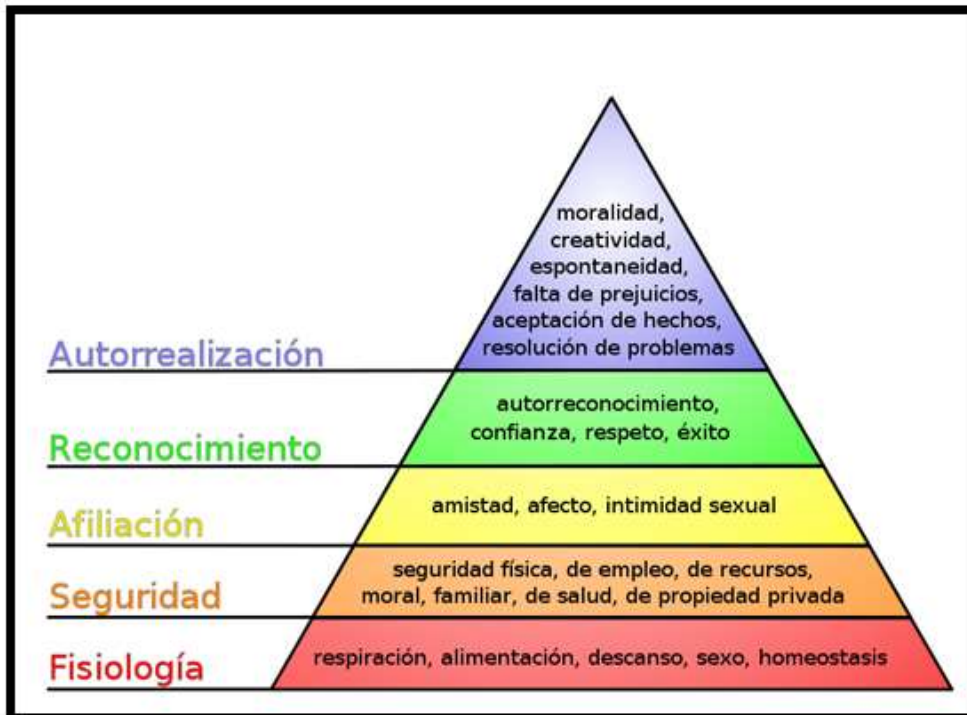 moralidad,
creatividad,
espontaneidad,
falta de prejuicios,
aceptación de hechos,
resolución de problemas
Autorrealización
autorreconocimiento,
confianza, respeto, éxito
Reconocimiento
amistad, afecto, intimidad sexual
Afiliación
seguridad física, de empleo, de recursos,
moral, familiar, de salud, de propiedad privada
Seguridad
respiración, alimentación, descanso, sexo, homeostasis
Fisiología